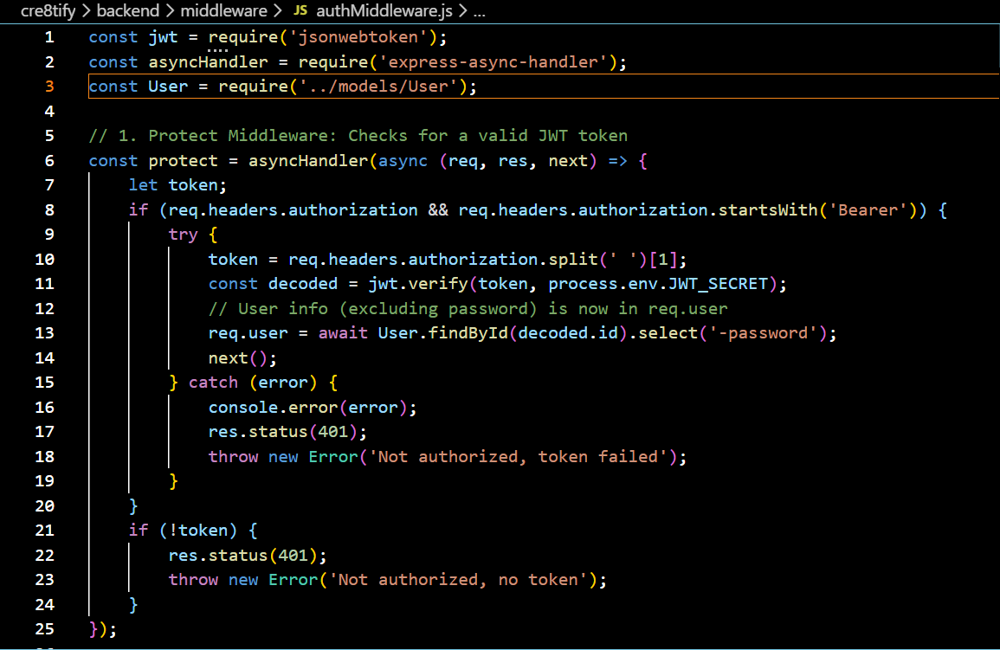 cre8tify > backend > middleware > JS authMiddleware.js > ...
1 const jwt = require('jsonwebtoken');
2 const asyncHandler = require('express-async-handler');
3 const User = require('../models/User');
4
5 // 1. Protect Middleware: Checks for a valid JWT token
6 const protect = asyncHandler(async (req, res, next) => {
7     let token;
8     if (req.headers.authorization && req.headers.authorization.startsWith('Bearer')) {
9         try {
10             token = req.headers.authorization.split(' ')[1];
11             const decoded = jwt.verify(token, process.env.JWT_SECRET);
12             // User info (excluding password) is now in req.user
13             req.user = await User.findById(decoded.id).select('-password');
14             next();
15         } catch (error) {
16             console.error(error);
17             res.status(401);
18             throw new Error('Not authorized, token failed');
19         }
20     }
21     if (!token) {
22         res.status(401);
23         throw new Error('Not authorized, no token');
24     }
25 });